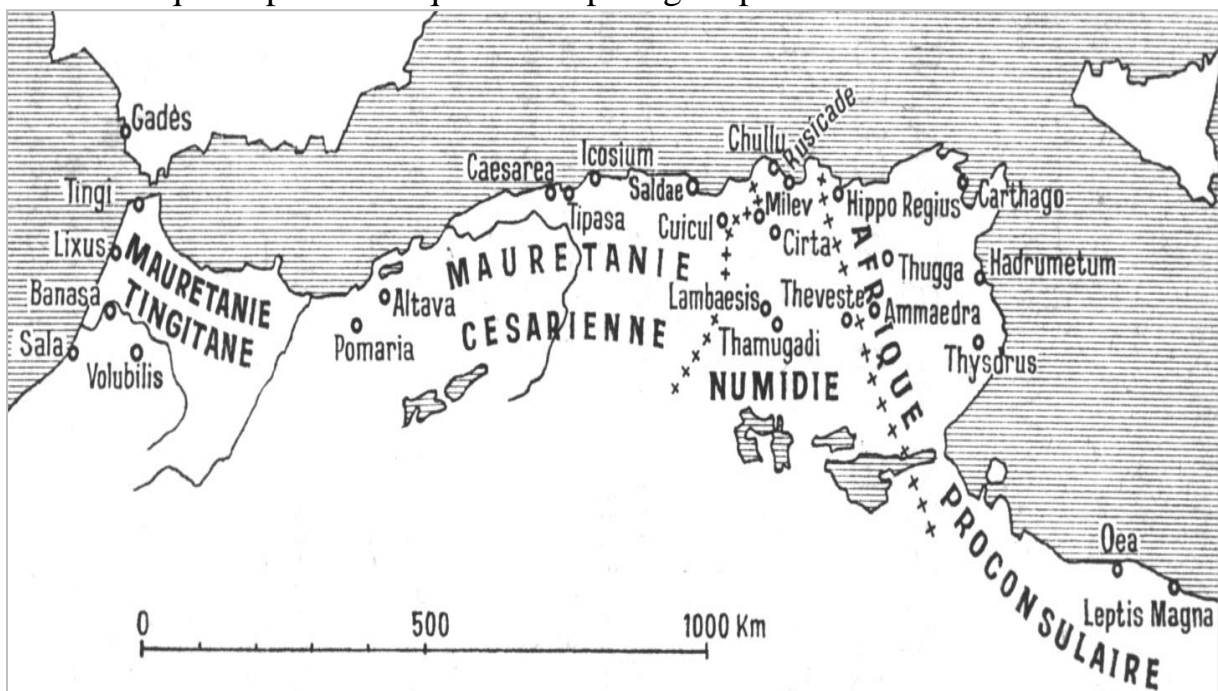 Gadès
Tingi
Lixus
Banasa
Sala
Volubilis
MAURETANIE
TINGITANE
Pomaria
Altava
Caesarea
Tipasa
Icosium
Saldae
MAURETANIE
CESARIENNE
Chullu
Rusicade
Milev
Cuicul
Cirta
Lambaesis
Thamugadi
Theveste
NUMIDIE
Hippo Regius
Carthago
Thugga
Hadrumetum
Ammaedra
Thysdrus
AFRIQUE
PROCONSULAIRE
Oea
Leptis Magna
0 500 1000 Km